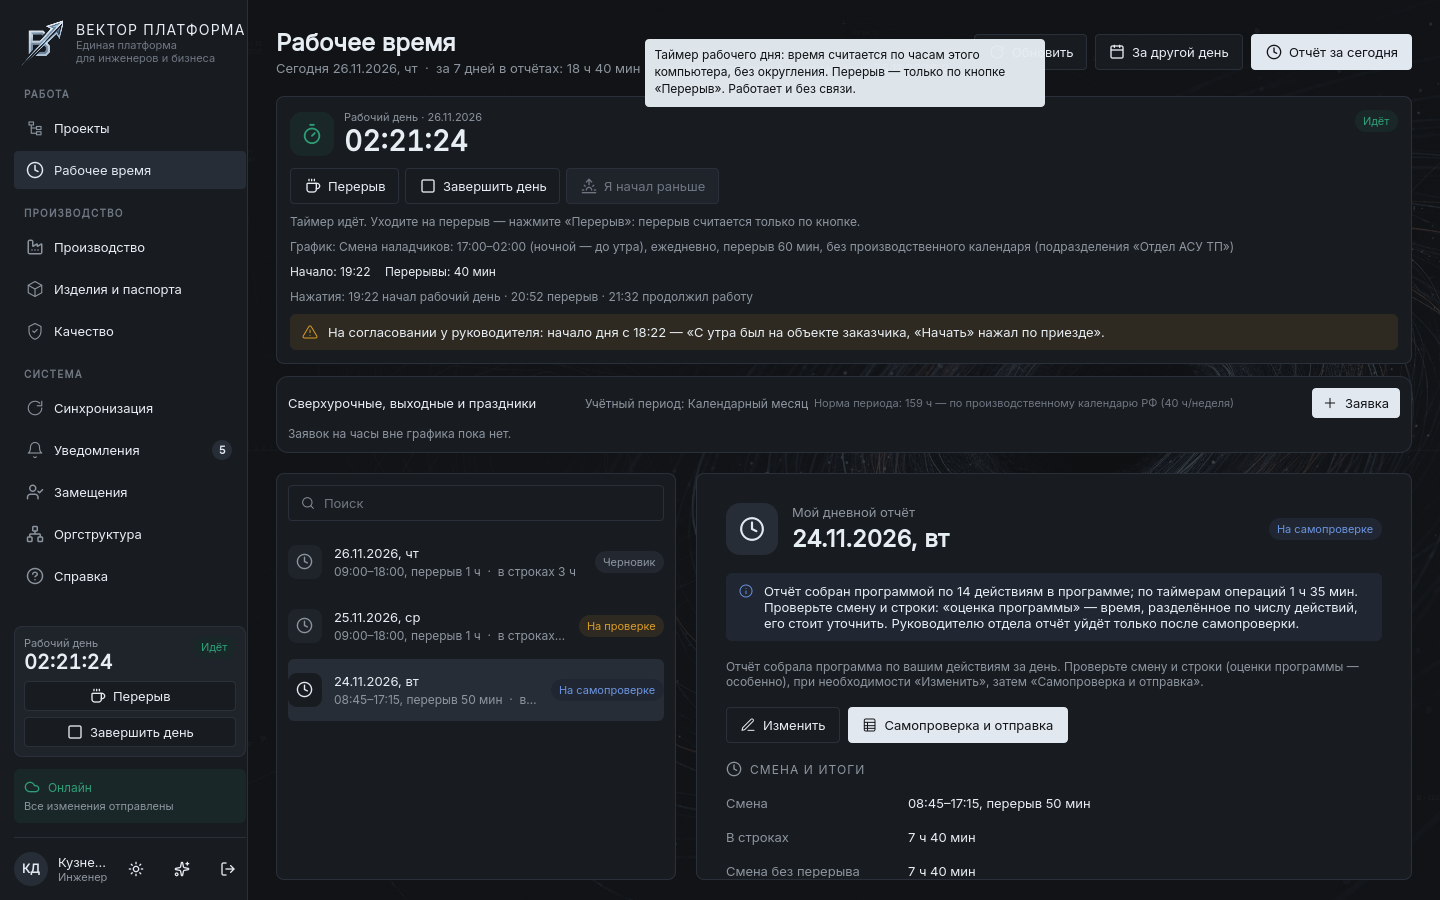 ВЕКТОР ПЛАТФОРМА
Единая платформа
для инженеров и бизнеса
РАБОТА
Проекты
Рабочее время
ПРОИЗВОДСТВО
Производство
Изделия и паспорта
Качество
СИСТЕМА
Синхронизация
Уведомления 5
Замещения
Оргструктура
Справка
Рабочий день
Идёт
02:21:24
Перерыв
Завершить день
Онлайн
Все изменения отправлены
КД Кузне...
Инженер
Рабочее время
Сегодня 26.11.2026, чт · за 7 дней в отчётах: 18 ч 40 мин
Таймер рабочего дня: время считается по часам этого
компьютера, без округления. Перерыв — только по кнопке
«Перерыв». Работает и без связи.
Обновить
За другой день
Отчёт за сегодня
Рабочий день · 26.11.2026
02:21:24
Идёт
Перерыв
Завершить день
Я начал раньше
Таймер идёт. Уходите на перерыв — нажмите «Перерыв»: перерыв считается только по кнопке.
График: Смена наладчиков: 17:00–02:00 (ночной — до утра), ежедневно, перерыв 60 мин, без производственного календаря (подразделения «Отдел АСУ ТП»)
Начало: 19:22 Перерывы: 40 мин
Нажатия: 19:22 начал рабочий день · 20:52 перерыв · 21:32 продолжил работу
На согласовании у руководителя: начало дня с 18:22 — «С утра был на объекте заказчика, «Начать» нажал по приезде».
Сверхурочные, выходные и праздники
Учётный период: Календарный месяц Норма периода: 159 ч — по производственному календарю РФ (40 ч/неделя)
Заявка
Заявок на часы вне графика пока нет.
Поиск
26.11.2026, чт
09:00–18:00, перерыв 1 ч · в строках 3 ч
Черновик
25.11.2026, ср
09:00–18:00, перерыв 1 ч · в строках...
На проверке
24.11.2026, вт
08:45–17:15, перерыв 50 мин · в...
На самопроверке
Мой дневной отчёт
24.11.2026, вт
На самопроверке
Отчёт собран программой по 14 действиям в программе; по таймерам операций 1 ч 35 мин.
Проверьте смену и строки: «оценка программы» — время, разделённое по числу действий,
его стоит уточнить. Руководителю отдела отчёт уйдёт только после самопроверки.
Отчёт собрала программа по вашим действиям за день. Проверьте смену и строки (оценки программы —
особенно), при необходимости «Изменить», затем «Самопроверка и отправка».
Изменить
Самопроверка и отправка
СМЕНА И ИТОГИ
Смена 08:45–17:15, перерыв 50 мин
В строках 7 ч 40 мин
Смена без перерыва 7 ч 40 мин